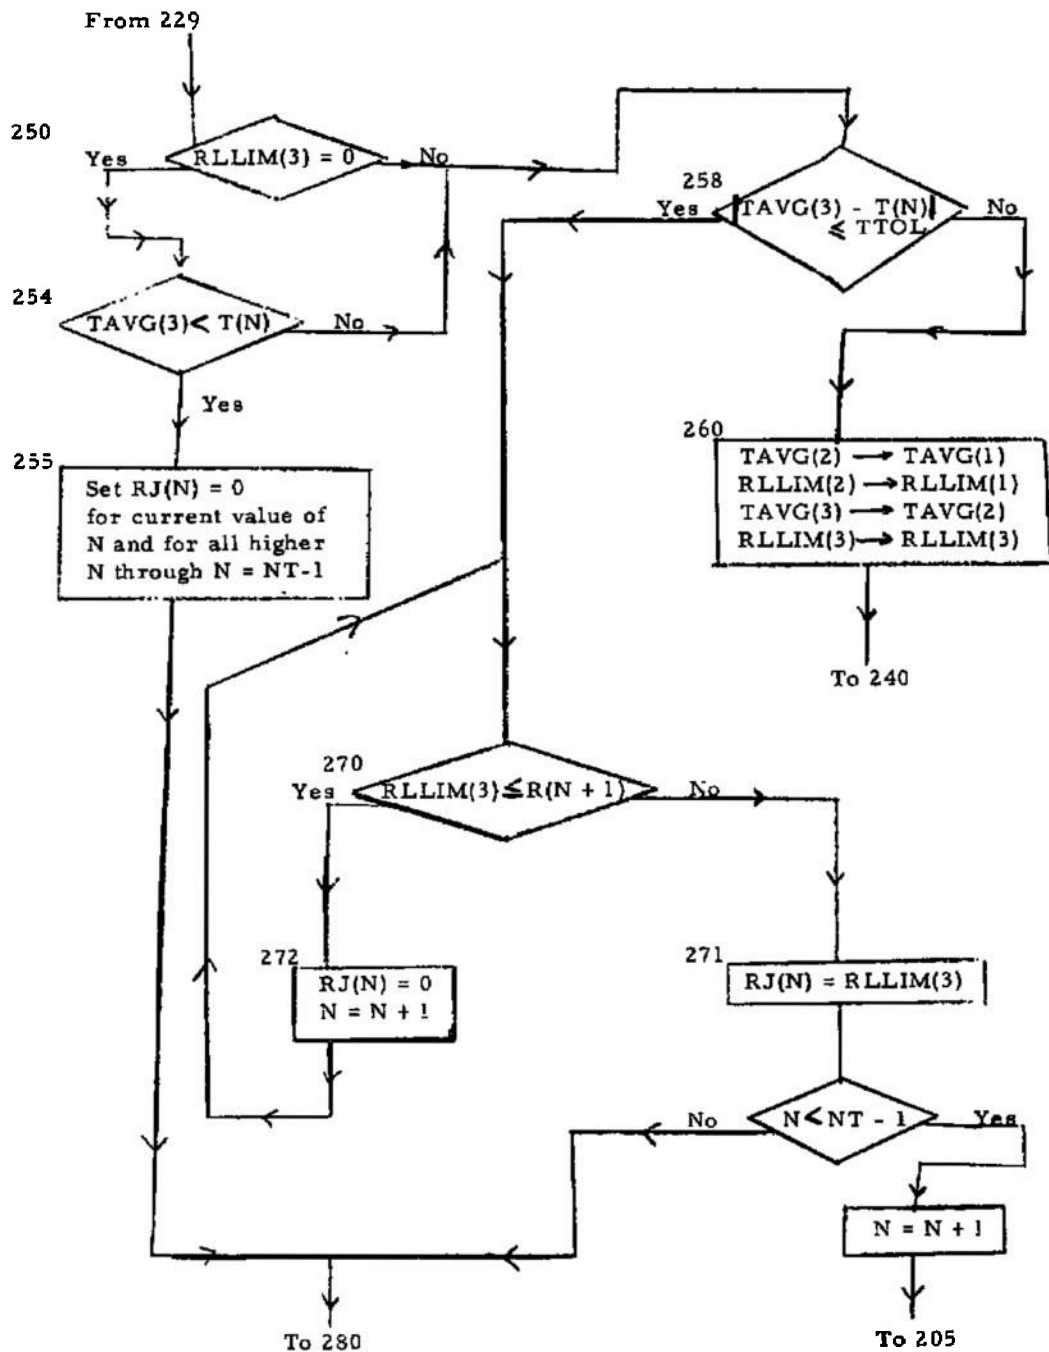 From 229
250
RLLIM(3) = 0
Yes
No
258
|TAVG(3) - T(N)|
≤ TTOL
Yes
No
254
TAVG(3) < T(N)
No
Yes
255
Set RJ(N) = 0
for current value of
N and for all higher
N through N = NT-1
260
TAVG(2) → TAVG(1)
RLLIM(2) → RLLIM(1)
TAVG(3) → TAVG(2)
RLLIM(3) → RLLIM(3)
To 240
270
RLLIM(3) ≤ R(N + 1)
Yes
No
272
RJ(N) = 0
N = N + 1
271
RJ(N) = RLLIM(3)
N < NT - 1
No
Yes
N = N + 1
To 280
To 205